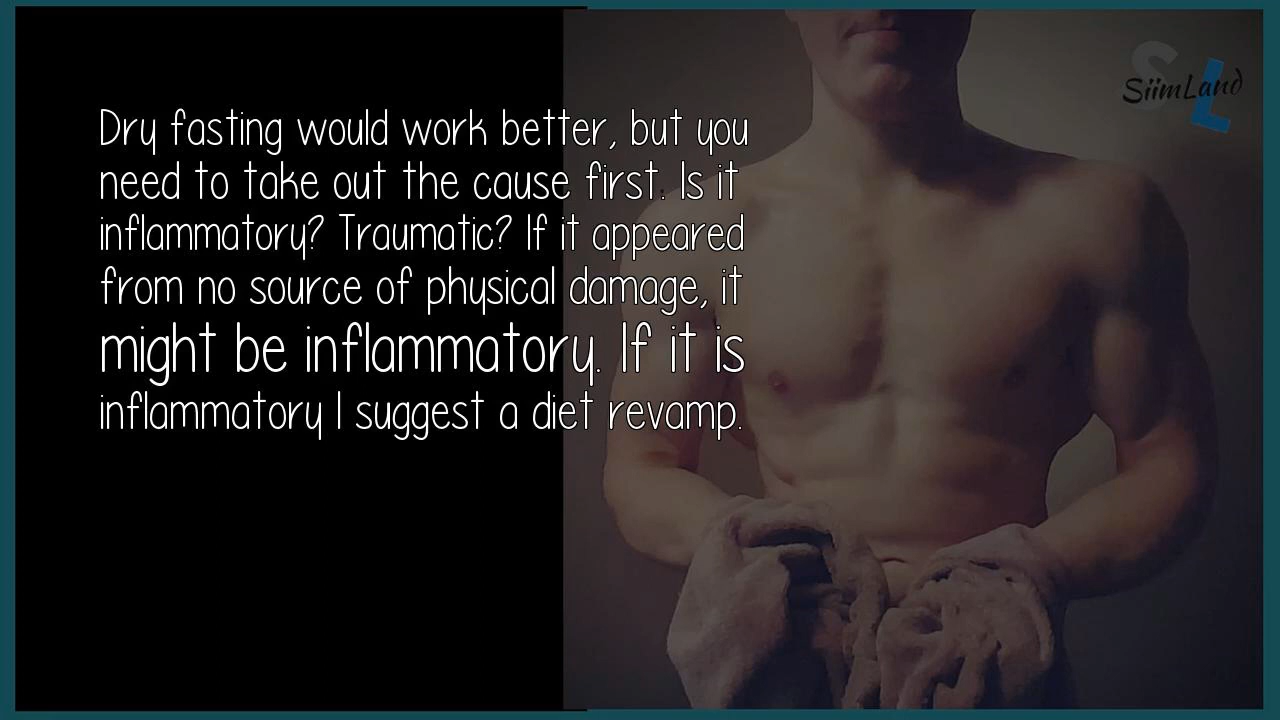 Dry fasting would work better, but you
need to take out the cause first. Is it
inflammatory? Traumatic? If it appeared
from no source of physical damage, it
might be inflammatory. If it is
inflammatory I suggest a diet revamp.
SL
SiimLand